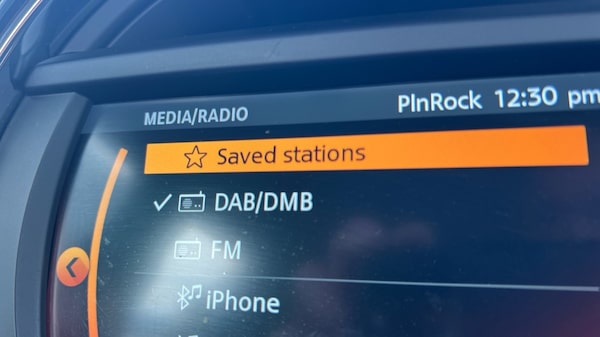 MEDIA/RADIO PlnRock 12:30 pm
Saved stations
DAB/DMB
FM
iPhone